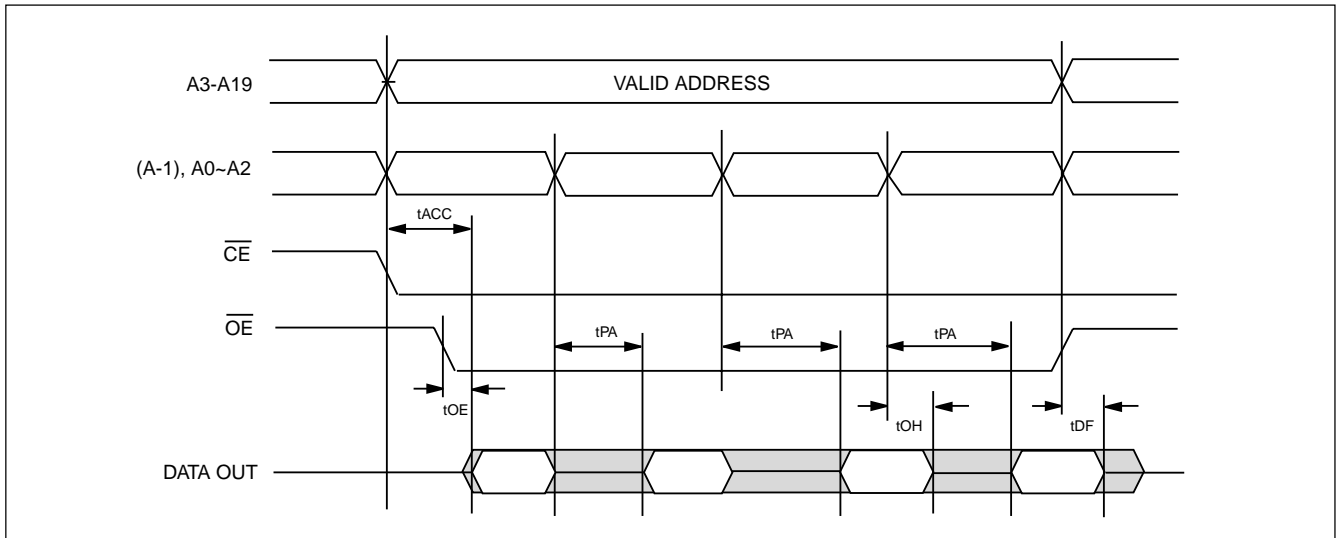 A3-A19
VALID ADDRESS
(A-1), A0~A2
tACC
CE
OE
tPA
tPA
tPA
tOE
tOH
tDF
DATA OUT